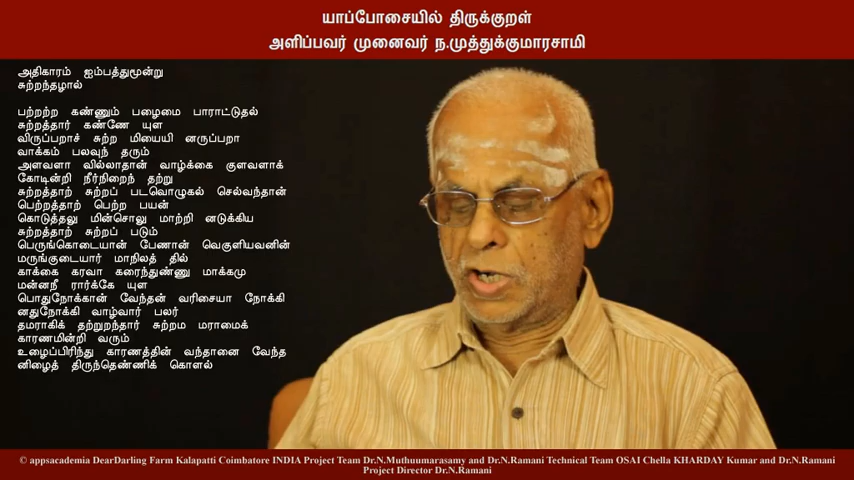 யாப்போசையில் திருக்குறள்
அளிப்பவர் முனைவர் ந.முத்துக்குமாரசாமி
அதிகாரம் ஐம்பத்துமூன்று
சுற்றந்தழால்
பற்றற்ற கண்ணும் பழைமை பாராட்டுதல்
சுற்றத்தார் கண்ணே யுள
விருப்பறாச் சுற்ற மியையி னருப்பறா
வாக்கம் பலவுந் தரும்
அளவளா வில்லாதான் வாழ்க்கை குளவளாக்
கோடின்றி நீர்நிறைந் தற்று
சுற்றத்தாற் சுற்றப் படவொழுகல் செல்வந்தான்
பெற்றத்தாற் பெற்ற பயன்
கொடுத்தலு மின்சொலு மாற்றி னடுக்கிய
சுற்றத்தாற் சுற்றப் படும்
பெருங்கொடையான் பேணான் வெகுளியவனின்
மருங்குடையார் மாநிலத் தில்
காக்கை கரவா கரைந்துண்ணு மாக்கமு
மன்னநீ ரார்க்கே யுள
பொதுநோக்கான் வேந்தன் வரிசையா நோக்கி
னதுநோக்கி வாழ்வார் பலர்
தமராகிக் தற்றுறந்தார் சுற்றம மராமைக்
காரணமின்றி வரும்
உழைப்பிரிந்து காரணத்தின் வந்தானை வேந்த
னிழைத் திருந்தெண்ணிக் கொளல்
© appsacademia DearDarling Farm Kalapatti Coimbatore INDIA Project Team Dr.N.Muthuumarasamy and Dr.N.Ramani Technical Team OSAI Chella KHARDAY Kumar and Dr.N.Ramani
Project Director Dr.N.Ramani